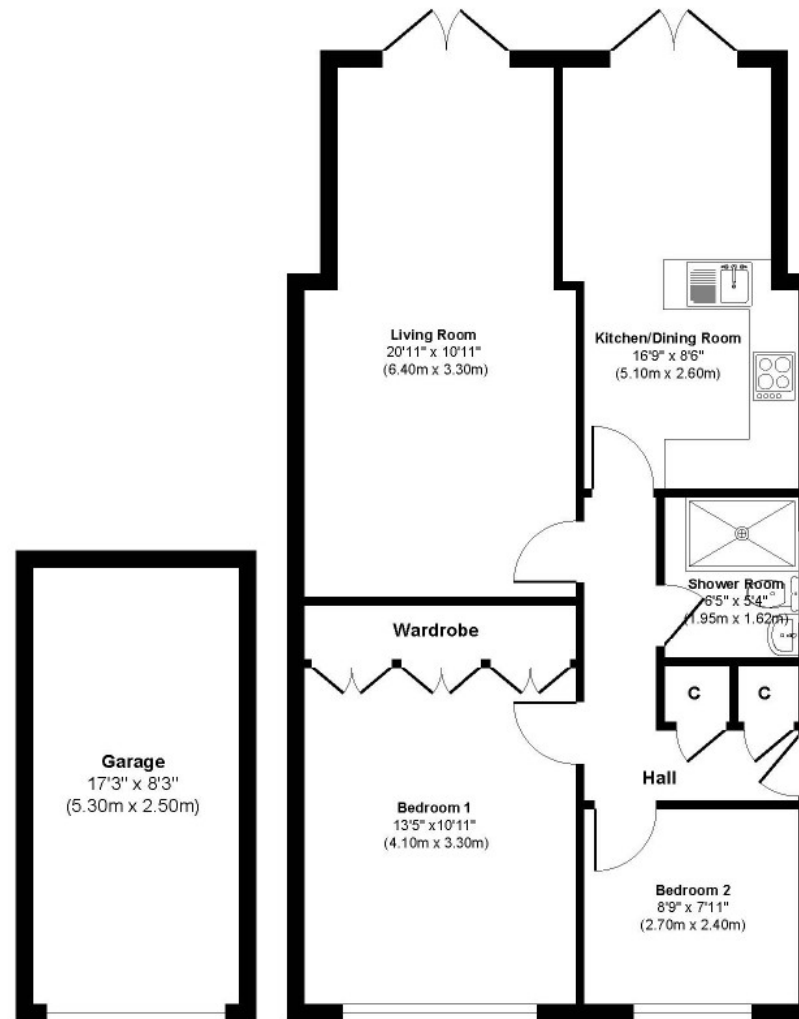 Living Room
20'11" x 10'11"
(6.40m x 3.30m)
Kitchen/Dining Room
16'9" x 8'6"
(5.10m x 2.60m)
Shower Room
6'5" x 5'4"
(1.95m x 1.62m)
Wardrobe
C
C
Hall
Garage
17'3" x 8'3"
(5.30m x 2.50m)
Bedroom 1
13'5" x10'11"
(4.10m x 3.30m)
Bedroom 2
8'9" x 7'11"
(2.70m x 2.40m)